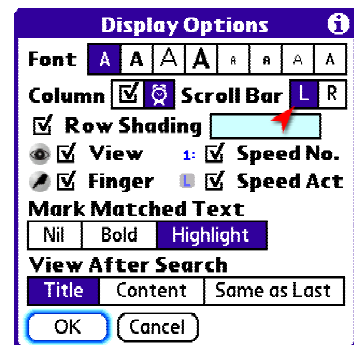 Display Options i
Font A A A A A A A A
Column Scroll Bar L R
Row Shading
View 1: Speed No.
Finger L Speed Act
Mark Matched Text
Nil Bold Highlight
View After Search
Title Content Same as Last
OK Cancel